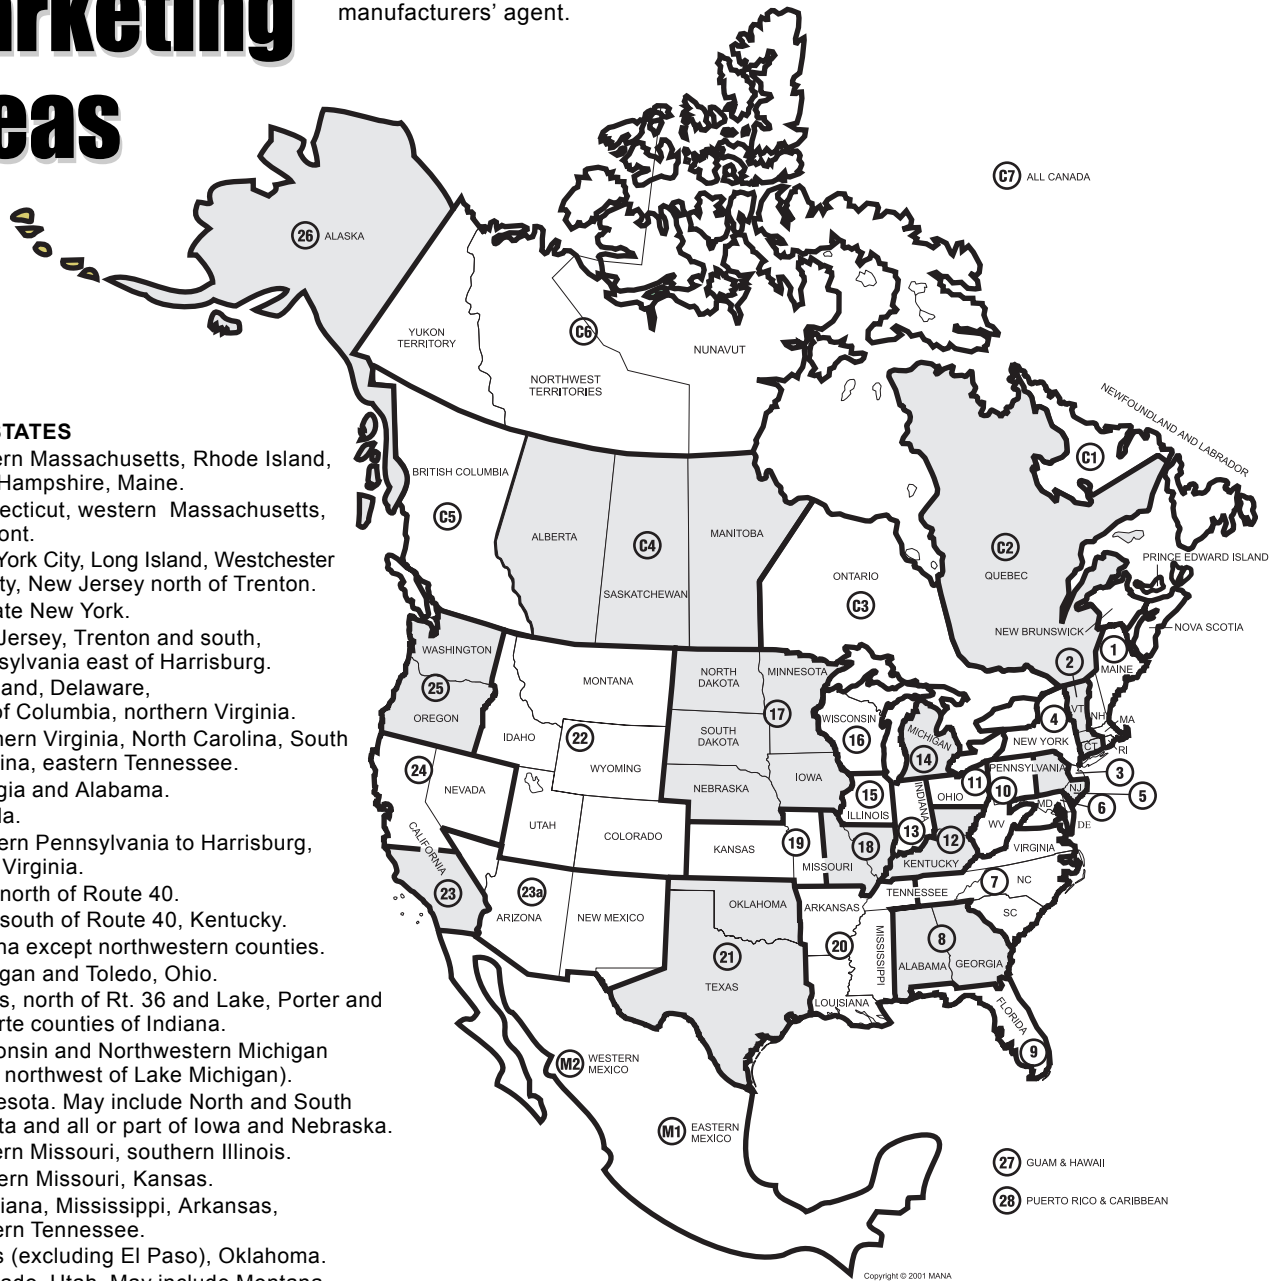 arketing
eas
manufacturers’ agent.
STATES
ern Massachusetts, Rhode Island,
Hampshire, Maine.
ecticut, western Massachusetts,
ont.
York City, Long Island, Westchester
ty, New Jersey north of Trenton.
ate New York.
Jersey, Trenton and south,
sylvania east of Harrisburg.
and, Delaware,
of Columbia, northern Virginia.
hern Virginia, North Carolina, South
ina, eastern Tennessee.
gia and Alabama.
da.
ern Pennsylvania to Harrisburg,
Virginia.
north of Route 40.
south of Route 40, Kentucky.
na except northwestern counties.
igan and Toledo, Ohio.
s, north of Rt. 36 and Lake, Porter and
rte counties of Indiana.
onsin and Northwestern Michigan
northwest of Lake Michigan).
esota. May include North and South
ta and all or part of Iowa and Nebraska.
ern Missouri, southern Illinois.
ern Missouri, Kansas.
iana, Mississippi, Arkansas,
ern Tennessee.
s (excluding El Paso), Oklahoma.
ado, Utah. May include Montana
C7 ALL CANADA
26 ALASKA
YUKON
TERRITORY
C6
NUNAVUT
NORTHWEST
TERRITORIES
NEWFOUNDLAND AND LABRADOR
C1
BRITISH COLUMBIA
C5
ALBERTA
C4
SASKATCHEWAN
MANITOBA
ONTARIO
C3
C2
QUEBEC
PRINCE EDWARD ISLAND
NEW BRUNSWICK
NOVA SCOTIA
1
MAINE
2
WASHINGTON
25
OREGON
MONTANA
IDAHO
22
WYOMING
NORTH
DAKOTA
MINNESOTA
17
SOUTH
DAKOTA
NEBRASKA
IOWA
WISCONSIN
16
MICHIGAN
14
4
NEW YORK
VT
NH
MA
CT
RI
PENNSYLVANIA
3
NJ
5
6
MD
DE
24
NEVADA
CALIFORNIA
23
UTAH
COLORADO
KANSAS
19
MISSOURI
18
15
ILLINOIS
INDIANA
13
11
OHIO
10
12
KENTUCKY
WV
VIRGINIA
23a
ARIZONA
NEW MEXICO
OKLAHOMA
21
TEXAS
ARKANSAS
20
MISSISSIPPI
LOUISIANA
TENNESSEE
7
NC
SC
8
ALABAMA
GEORGIA
FLORIDA
9
M2 WESTERN
MEXICO
M1 EASTERN
MEXICO
27 GUAM & HAWAII
28 PUERTO RICO & CARIBBEAN
Copyright © 2001 MANA